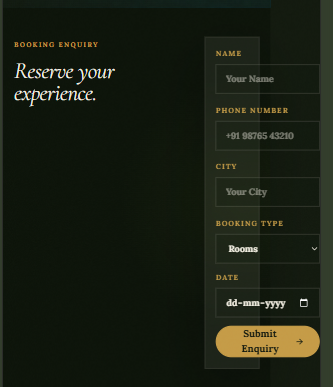 BOOKING ENQUIRY
Reserve your
experience.
NAME
Your Name
PHONE NUMBER
+91 98765 43210
CITY
Your City
BOOKING TYPE
Rooms
DATE
dd-mm-yyyy
Submit
Enquiry →